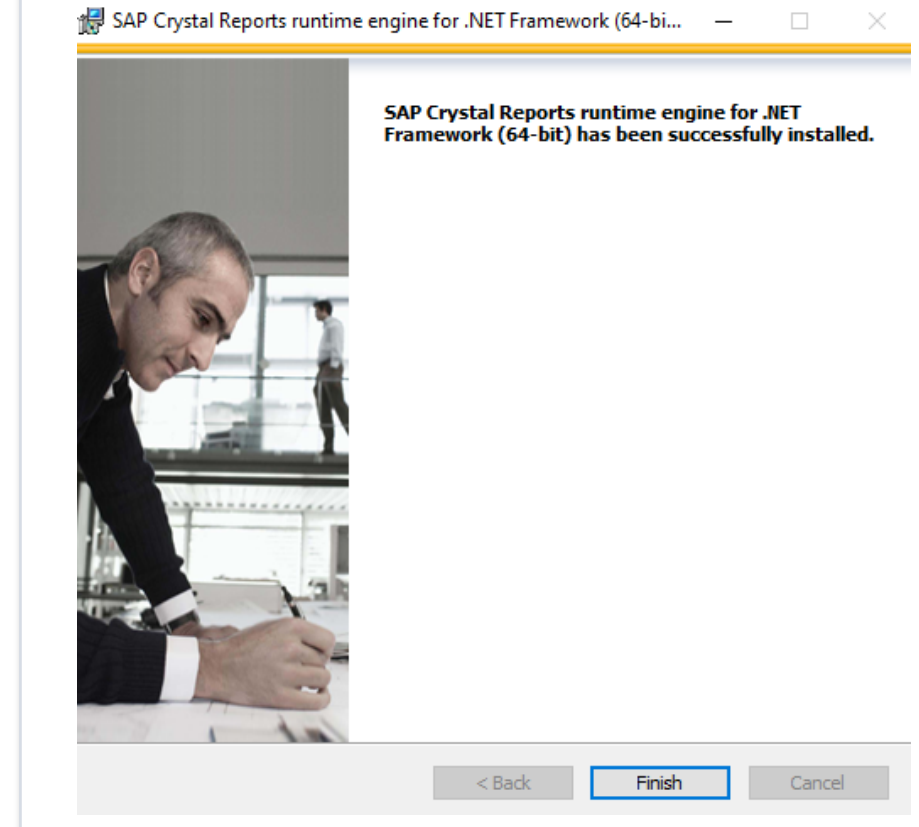 SAP Crystal Reports runtime engine for .NET Framework (64-bi...
SAP Crystal Reports runtime engine for .NET
Framework (64-bit) has been successfully installed.
< Back
Finish
Cancel